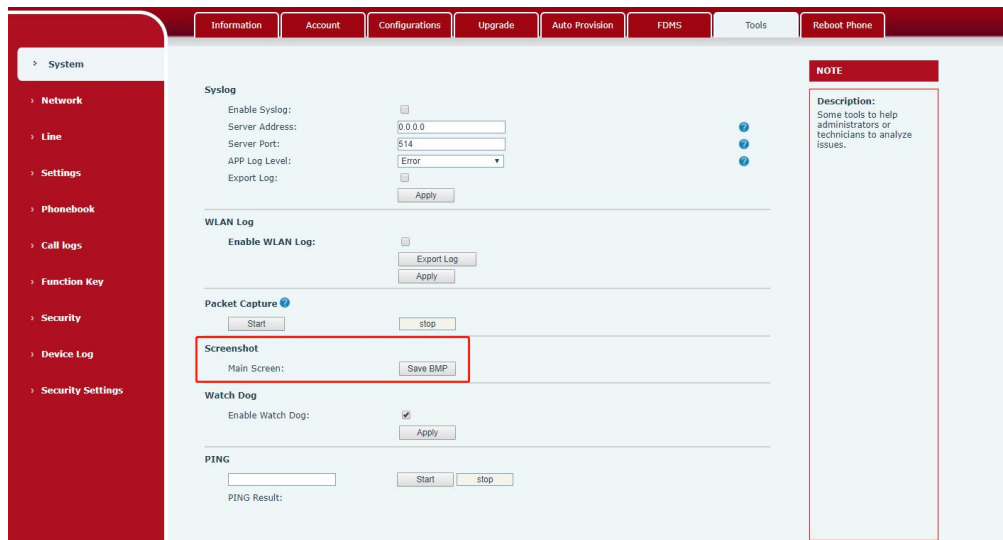 Information Account Configurations Upgrade Auto Provision FDMS Tools Reboot Phone
› System
› Network
› Line
› Settings
› Phonebook
› Call logs
› Function Key
› Security
› Device Log
› Security Settings
Syslog
Enable Syslog:
Server Address: 0.0.0.0
Server Port: 514
APP Log Level: Error
Export Log:
Apply
WLAN Log
Enable WLAN Log:
Export Log
Apply
Packet Capture
Start stop
Screenshot
Main Screen: Save BMP
Watch Dog
Enable Watch Dog:
Apply
PING
Start stop
PING Result:
NOTE
Description:
Some tools to help
administrators or
technicians to analyze
issues.